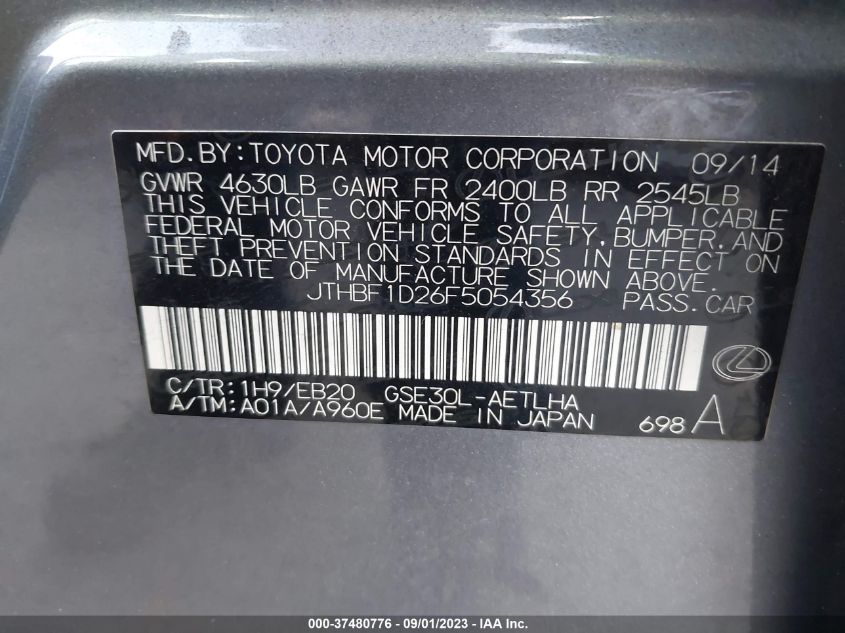 MFD.BY:TOYOTA MOTOR CORPORATION 09/14
GVWR 4630LB GAWR FR 2400LB RR 2545LB
THIS VEHICLE CONFORMS TO ALL APPLICABLE
FEDERAL MOTOR VEHICLE SAFETY,BUMPER,AND
THEFT PREVENTION STANDARDS IN EFFECT ON
THE DATE OF MANUFACTURE SHOWN ABOVE.
JTHBF1D26F5054356 PASS.CAR
C/TR:1H9/EB20 GSE30L-AETLHA
A/TM:A01A/A960E MADE IN JAPAN 698A
000-37480776 - 09/01/2023 - IAA Inc.